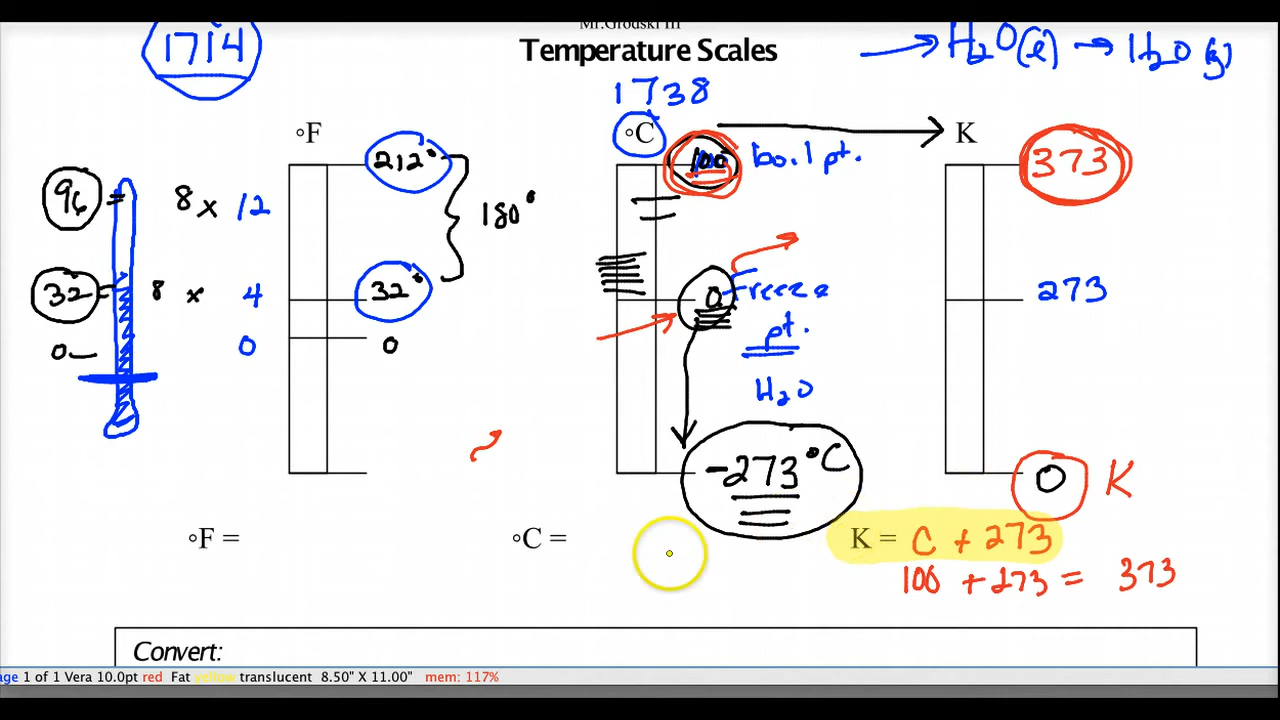 Mr.Grodski III
1714
Temperature Scales
→ H₂O(l) → H₂O (g)
1738
°F
°C
K
212°
100 boil pt.
373
96 =
8 x 12
180°
32 =
8 x 4
32°
0 Freeze
pt.
H₂O
273
0
0
0
-273°C
0 K
°F =
°C =
K = C + 273
100 + 273 = 373
Convert:
age 1 of 1 Vera 10.0pt red Fat yellow translucent 8.50" X 11.00" mem: 117%